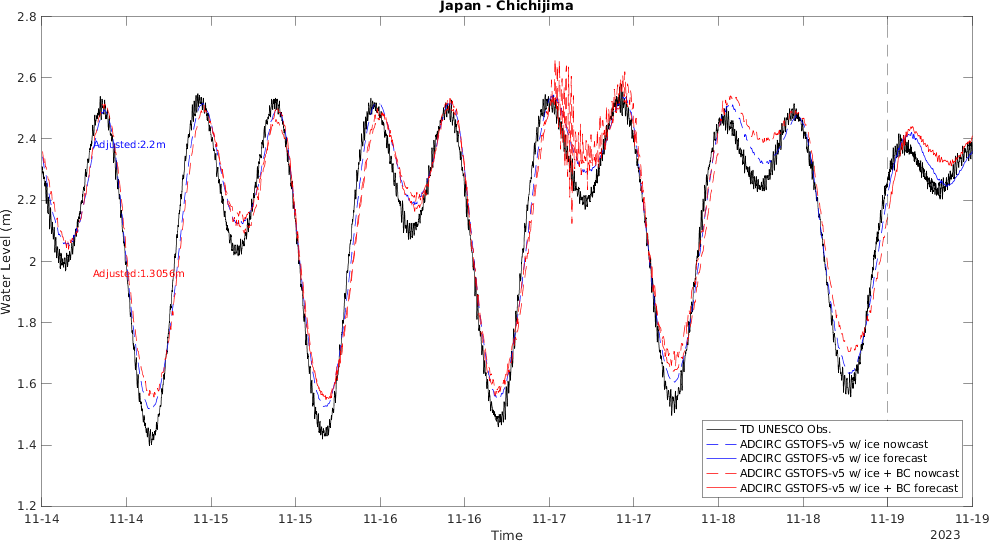 Japan - Chichijima
2.8
2.6
2.4
2.2
2
1.8
1.6
1.4
1.2
Water Level (m)
Adjusted:2.2m
Adjusted:1.3056m
TD UNESCO Obs.
ADCIRC GSTOFS-v5 w/ ice nowcast
ADCIRC GSTOFS-v5 w/ ice forecast
ADCIRC GSTOFS-v5 w/ ice + BC nowcast
ADCIRC GSTOFS-v5 w/ ice + BC forecast
11-14 11-14 11-15 11-15 11-16 11-16 11-17 11-17 11-18 11-18 11-19 11-19
Time
2023